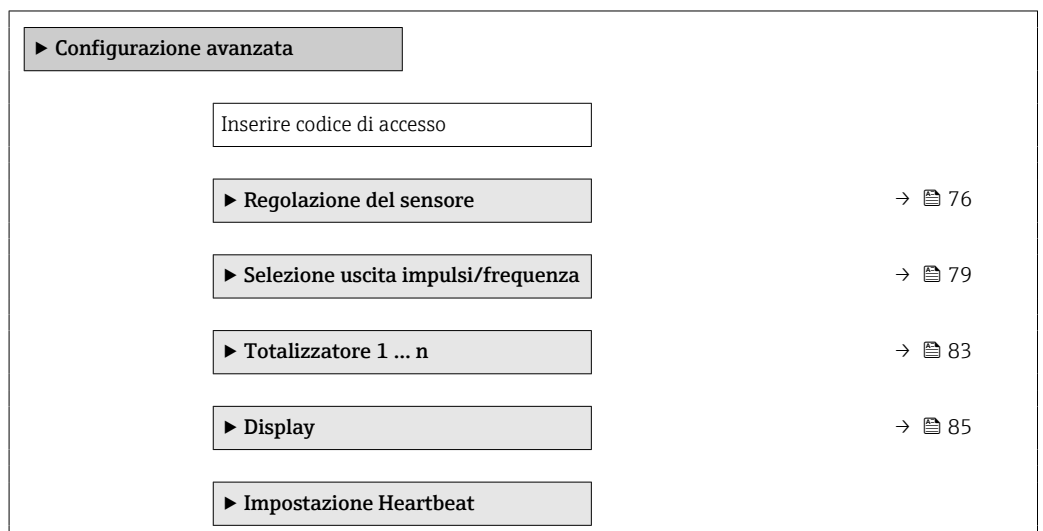 ▶ Configurazione avanzata
Inserire codice di accesso
▶ Regolazione del sensore → 76
▶ Selezione uscita impulsi/frequenza → 79
▶ Totalizzatore 1 … n → 83
▶ Display → 85
▶ Impostazione Heartbeat